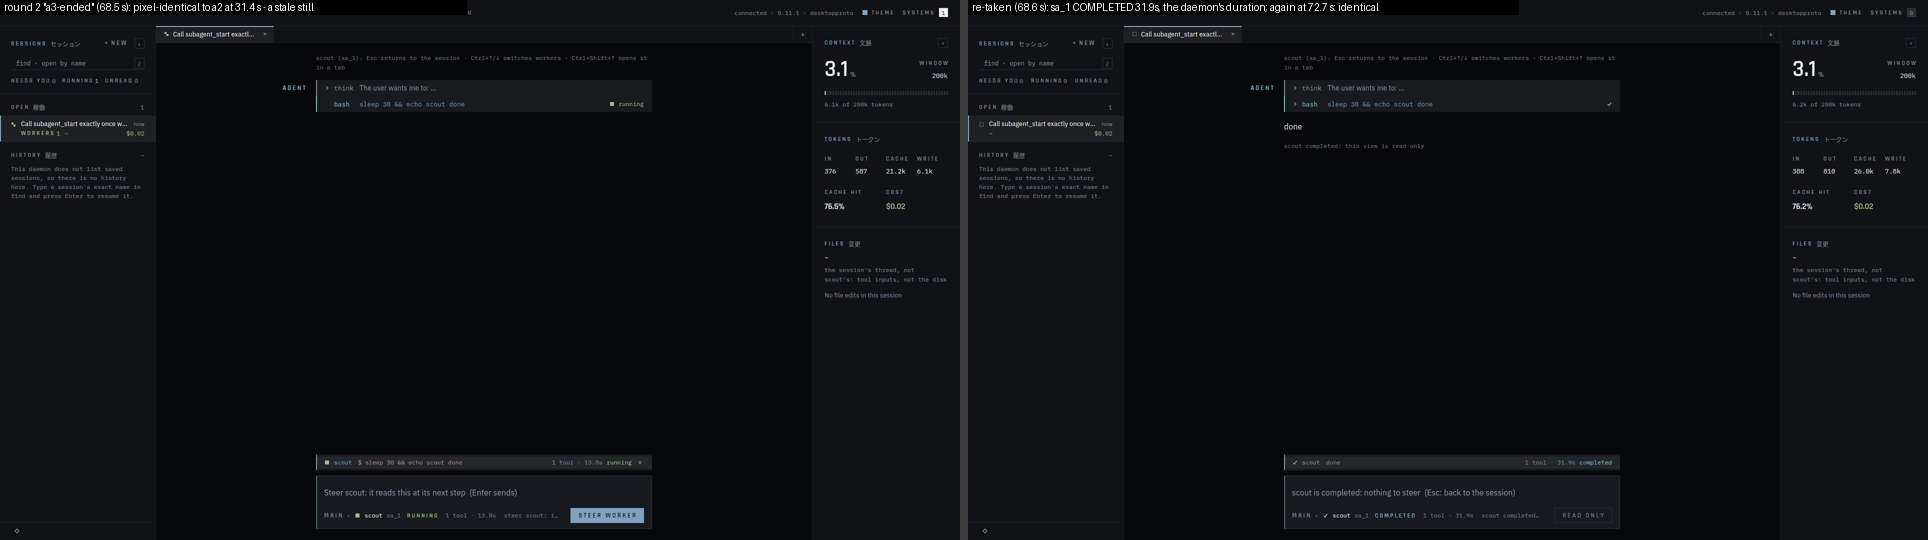 round 2 "a3-ended" (68.5 s): pixel-identical to a2 at 31.4 s - a stale still
connected · 0.11.1 · desktopproto THEME SYSTEMS 1
SESSIONS セッション + NEW
find · open by name /
NEEDS YOU 0 RUNNING 1 UNREAD 0
OPEN 稼働 1
Call subagent_start exactly once w... now
WORKERS 1 ~ $0.02
HISTORY 履歴 —
This daemon does not list saved
sessions, so there is no history
here. Type a session's exact name in
find and press Enter to resume it.
Call subagent_start exactl... ×
+
scout (sa_1): Esc returns to the session · Ctrl+↑/↓ switches workers · Ctrl+Shift+↑ opens it
in a tab
AGENT
think The user wants me to: ...
bash sleep 30 && echo scout done running
scout $ sleep 30 && echo scout done 1 tool · 13.0s running ×
Steer scout: it reads this at its next step (Enter sends)
MAIN › scout sa_1 RUNNING 1 tool · 13.0s steer scout: i… STEER WORKER
CONTEXT 文脈
3.1% WINDOW
200k
6.1k of 200k tokens
TOKENS トークン
IN OUT CACHE WRITE
376 587 21.2k 6.1k
CACHE HIT COST
76.5% $0.02
FILES 変更
~
the session's thread, not
scout's: tool inputs, not the disk
No file edits in this session
re-taken (68.6 s): sa_1 COMPLETED 31.9s, the daemon's duration; again at 72.7 s: identical
connected · 0.11.1 · desktopproto THEME SYSTEMS 0
SESSIONS セッション + NEW
find · open by name /
NEEDS YOU 0 RUNNING 0 UNREAD 0
OPEN 稼働 1
Call subagent_start exactly once w... now
~ $0.02
HISTORY 履歴 —
This daemon does not list saved
sessions, so there is no history
here. Type a session's exact name in
find and press Enter to resume it.
Call subagent_start exactl... ×
+
scout (sa_1): Esc returns to the session · Ctrl+↑/↓ switches workers · Ctrl+Shift+↑ opens it
in a tab
AGENT
think The user wants me to: ...
bash sleep 30 && echo scout done ✓
done
scout completed: this view is read-only
✓ scout done 1 tool · 31.9s completed
scout is completed: nothing to steer (Esc: back to the session)
MAIN › ✓ scout sa_1 COMPLETED 1 tool · 31.9s scout completed… READ ONLY
CONTEXT 文脈
3.1% WINDOW
200k
6.2k of 200k tokens
TOKENS トークン
IN OUT CACHE WRITE
388 810 26.0k 7.8k
CACHE HIT COST
76.2% $0.02
FILES 変更
~
the session's thread, not
scout's: tool inputs, not the disk
No file edits in this session